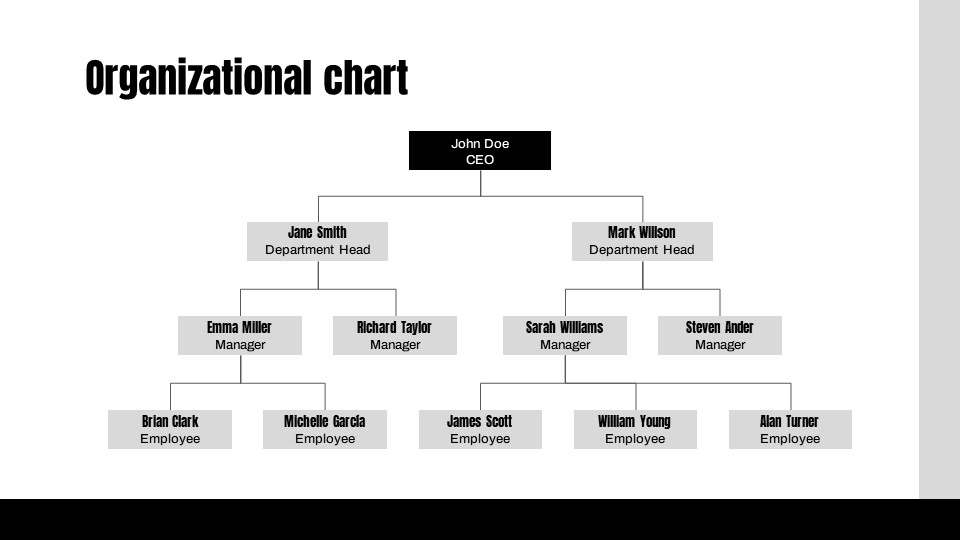 Organizational chart
John Doe
CEO
Jane Smith
Department Head
Mark Willson
Department Head
Emma Miller
Manager
Richard Taylor
Manager
Sarah Williams
Manager
Steven Ander
Manager
Brian Clark
Employee
Michelle García
Employee
James Scott
Employee
William Young
Employee
Alan Turner
Employee